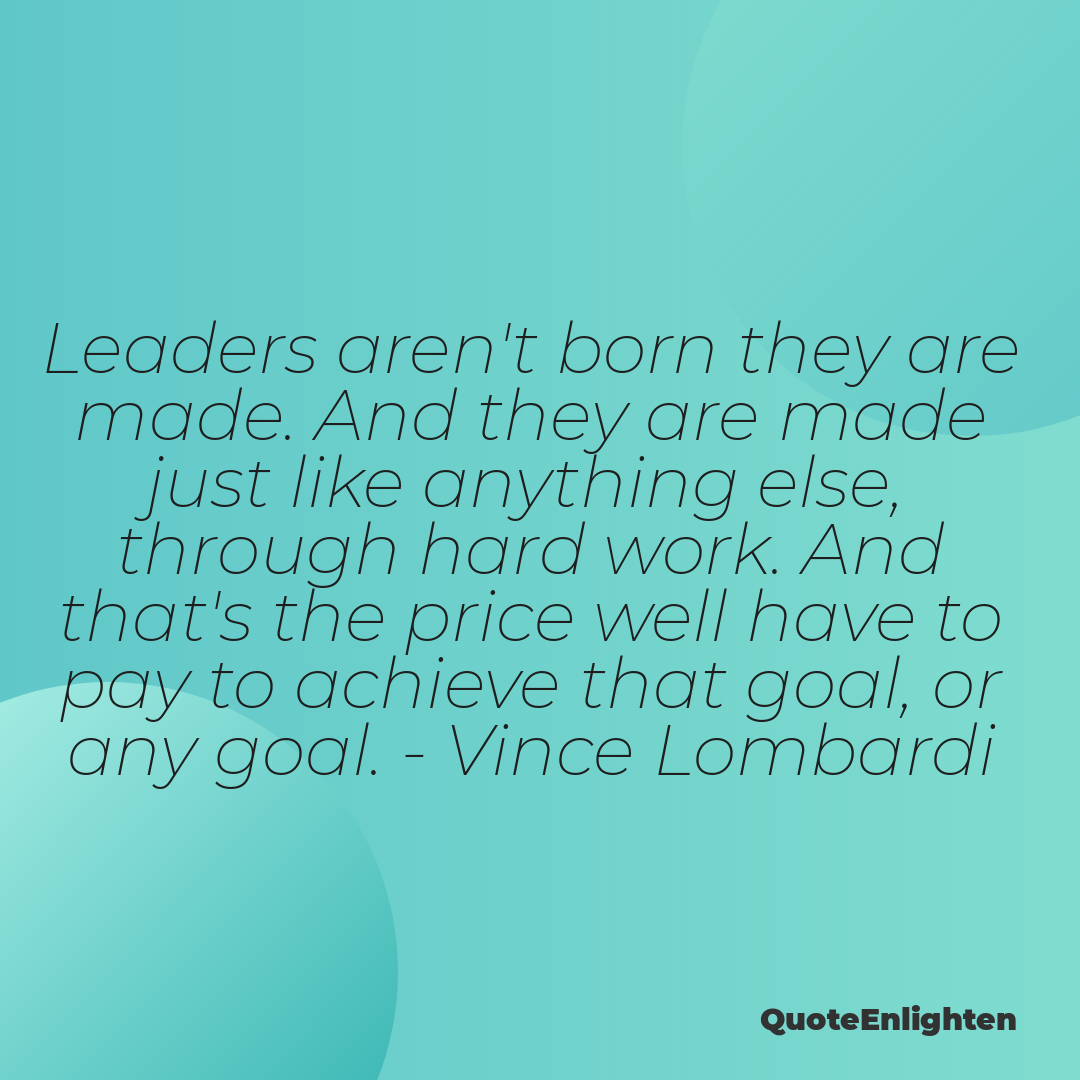 Leaders aren't born they are
made. And they are made
just like anything else,
through hard work. And
that's the price well have to
pay to achieve that goal, or
any goal. - Vince Lombardi
QuoteEnlighten